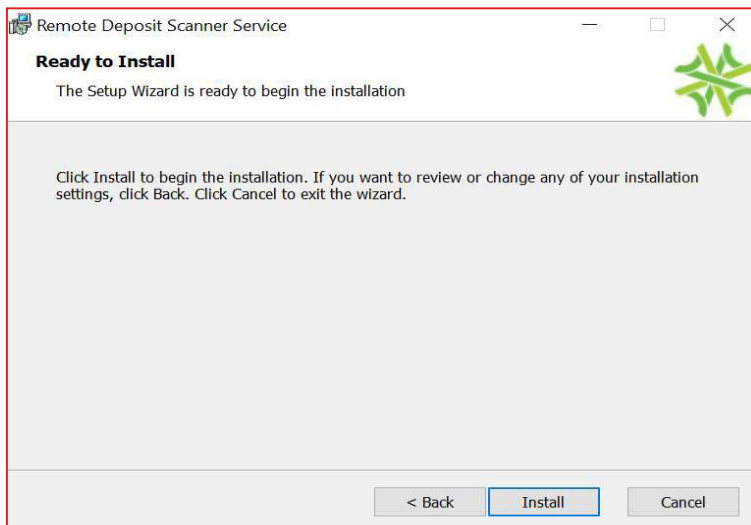 Remote Deposit Scanner Service
Ready to Install
The Setup Wizard is ready to begin the installation
Click Install to begin the installation. If you want to review or change any of your installation
settings, click Back. Click Cancel to exit the wizard.
< Back Install Cancel